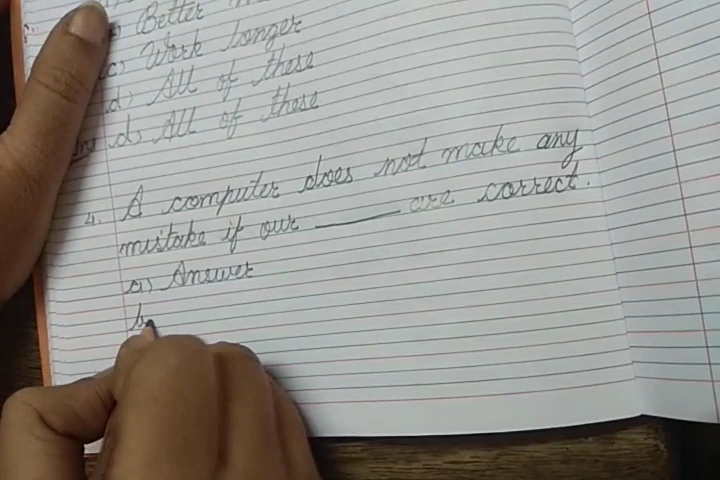 Better
c) Work longer
d) All of these
Ans d) All of these
4. A computer does not make any
mistake if our ______ are correct.
a) Answer
b